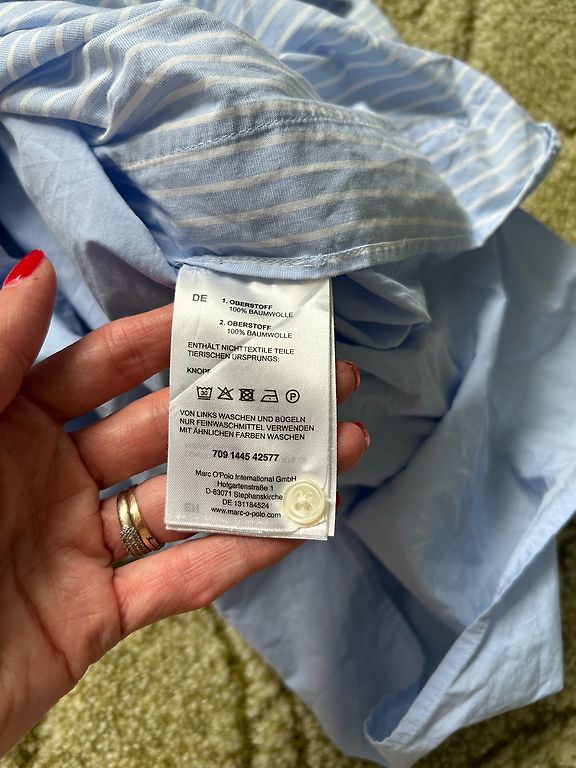 DE
1. OBERSTOFF
100% BAUMWOLLE
2. OBERSTOFF
100% BAUMWOLLE
ENTHÄLT NICHTTEXTILE TEILE
TIERISCHEN URSPRUNGS:
KNOPF
30
P
VON LINKS WASCHEN UND BÜGELN
NUR FEINWASCHMITTEL VERWENDEN
MIT ÄHNLICHEN FARBEN WASCHEN
709 1445 42577
Marc O'Polo International GmbH
Hofgartenstraße 1
D-83071 Stephanskirchen
DE 131184524
www.marc-o-polo.com